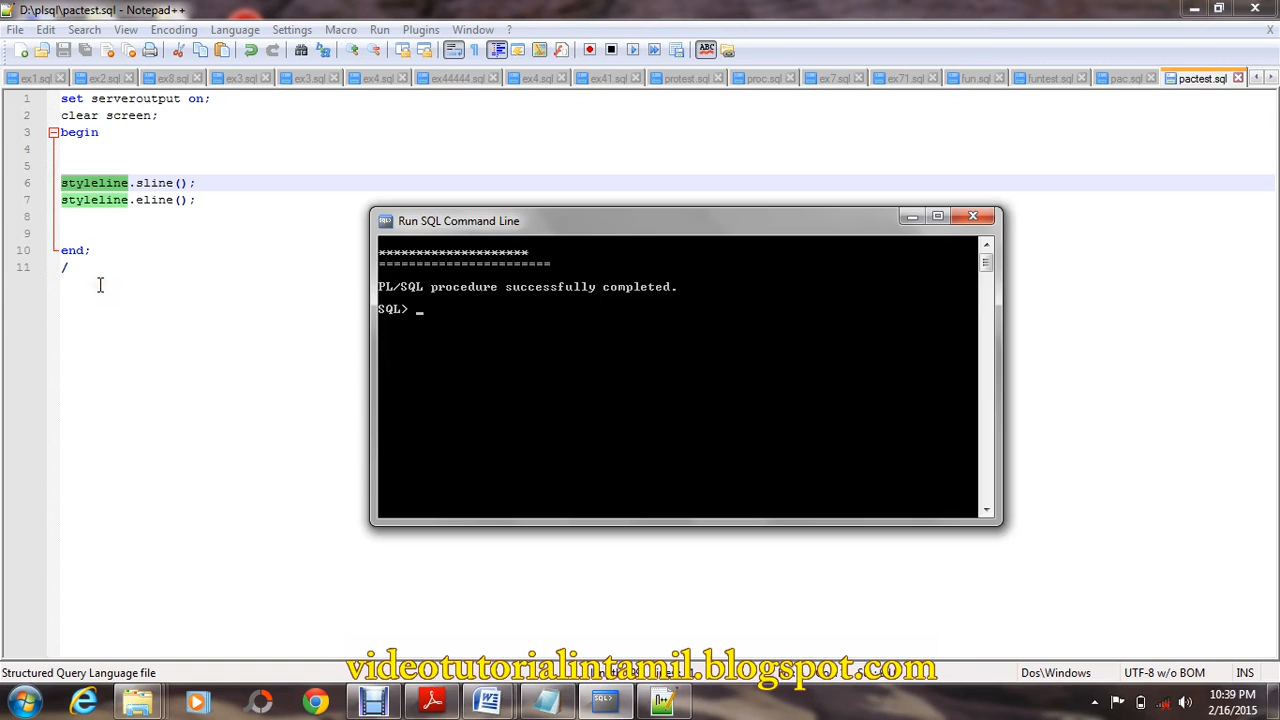 D:\plsql\pactest.sql - Notepad++
File Edit Search View Encoding Language Settings Macro Run Plugins Window ? X
ex1.sql ex2.sql ex8.sql ex3.sql ex3.sql ex4.sql ex44444.sql ex4.sql ex41.sql protest.sql proc.sql ex7.sql ex71.sql fun.sql funtest.sql pac.sql pactest.sql
1 set serveroutput on;
2 clear screen;
3 begin
4
5
6 styleline.sline();
7 styleline.eline();
8
9
10 end;
11 /
Run SQL Command Line
********************
=======================
PL/SQL procedure successfully completed.
SQL> _
Structured Query Language file
Dos\Windows UTF-8 w/o BOM INS
videotutorialintamil.blogspot.com
10:39 PM
2/16/2015